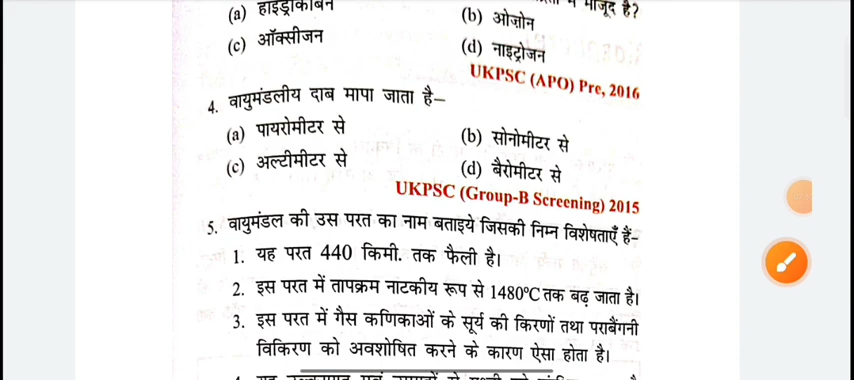 मौजूद है?
(a) हाइड्रोकार्बन (b) ओज़ोन
(c) ऑक्सीजन (d) नाइट्रोजन
UKPSC (APO) Pre, 2016
4. वायुमंडलीय दाब मापा जाता है–
(a) पायरोमीटर से (b) सोनोमीटर से
(c) अल्टीमीटर से (d) बैरोमीटर से
UKPSC (Group-B Screening) 2015
5. वायुमंडल की उस परत का नाम बताइये जिसकी निम्न विशेषताएँ हैं–
1. यह परत 440 किमी. तक फैली है।
2. इस परत में तापक्रम नाटकीय रूप से 1480°C तक बढ़ जाता है।
3. इस परत में गैस कणिकाओं के सूर्य की किरणों तथा पराबैंगनी
विकिरण को अवशोषित करने के कारण ऐसा होता है।